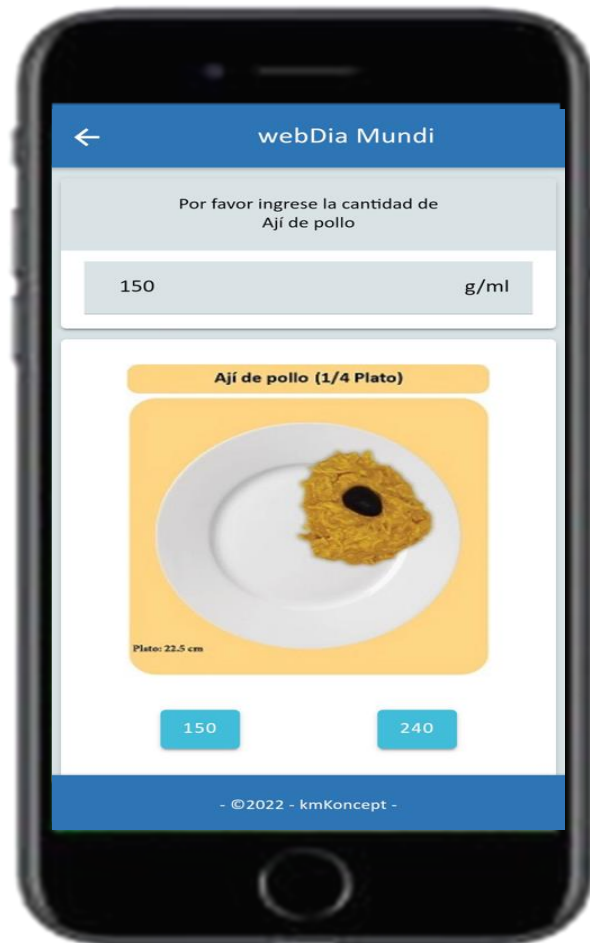 webDia Mundi
Por favor ingrese la cantidad de
Ají de pollo
150 g/ml
Ají de pollo (1/4 Plato)
Plato: 22.5 cm
150 240
- ©2022 - kmKoncept -